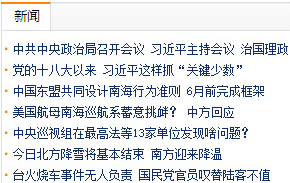 新闻
中共中央政治局召开会议 习近平主持会议 治国理政
党的十八大以来 习近平这样抓“关键少数”
中国东盟共同设计南海行为准则 6月前完成框架
美国航母南海巡航系蓄意挑衅？ 中方回应
中央巡视组在最高法等13家单位发现啥问题？
今日北方降雪将基本结束 南方迎来降温
台火烧车事件无人负责 国民党官员叹替陆客不值